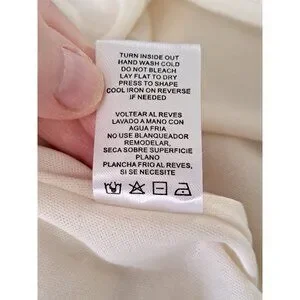 TURN INSIDE OUT
HAND WASH COLD
DO NOT BLEACH
LAY FLAT TO DRY
PRESS TO SHAPE
COOL IRON ON REVERSE
IF NEEDED
VOLTEAR AL REVES
LAVADO A MANO CON
AGUA FRIA
NO USE BLANQUEADOR
REMODELAR,
SECA SOBRE SUPERFICIE
PLANO
PLANCHA FRIO AL REVES,
SI ES NECESARIO